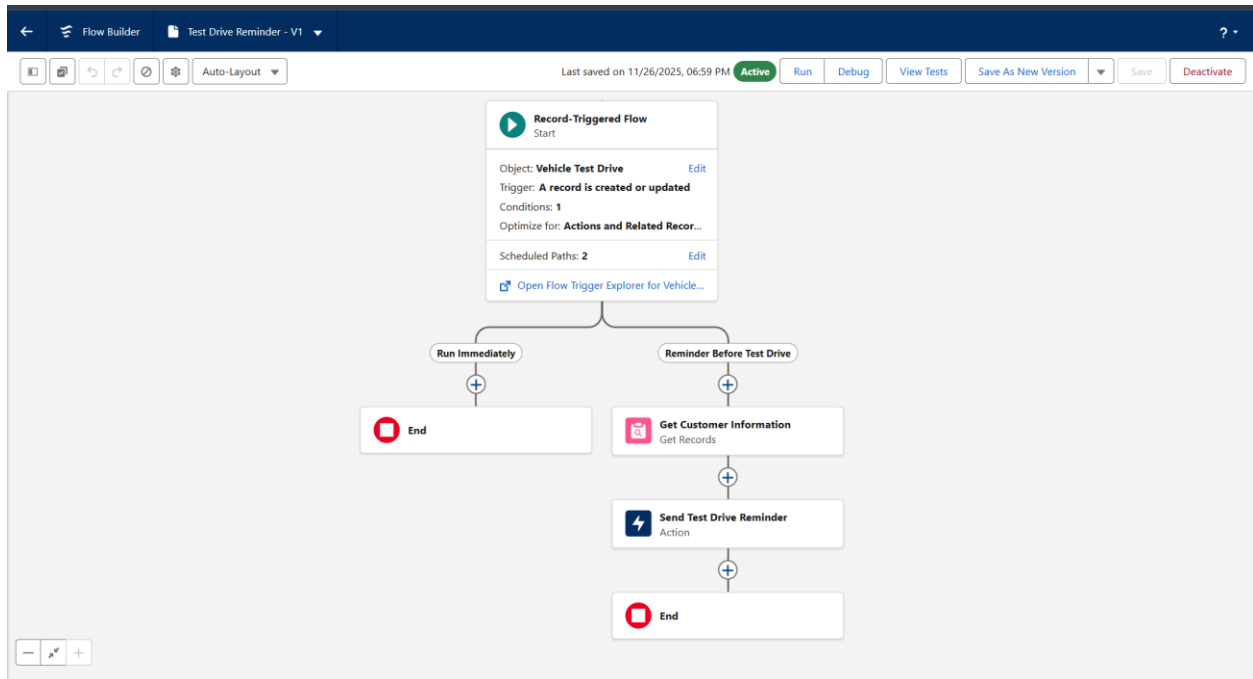 Flow Builder
Test Drive Reminder - V1
?
Auto-Layout
Last saved on 11/26/2025, 06:59 PM
Active
Run
Debug
View Tests
Save As New Version
Save
Deactivate
Record-Triggered Flow
Start
Object: Vehicle Test Drive
Edit
Trigger: A record is created or updated
Conditions: 1
Optimize for: Actions and Related Recor...
Scheduled Paths: 2
Edit
Open Flow Trigger Explorer for Vehicle...
Run Immediately
Reminder Before Test Drive
End
Get Customer Information
Get Records
Send Test Drive Reminder
Action
End